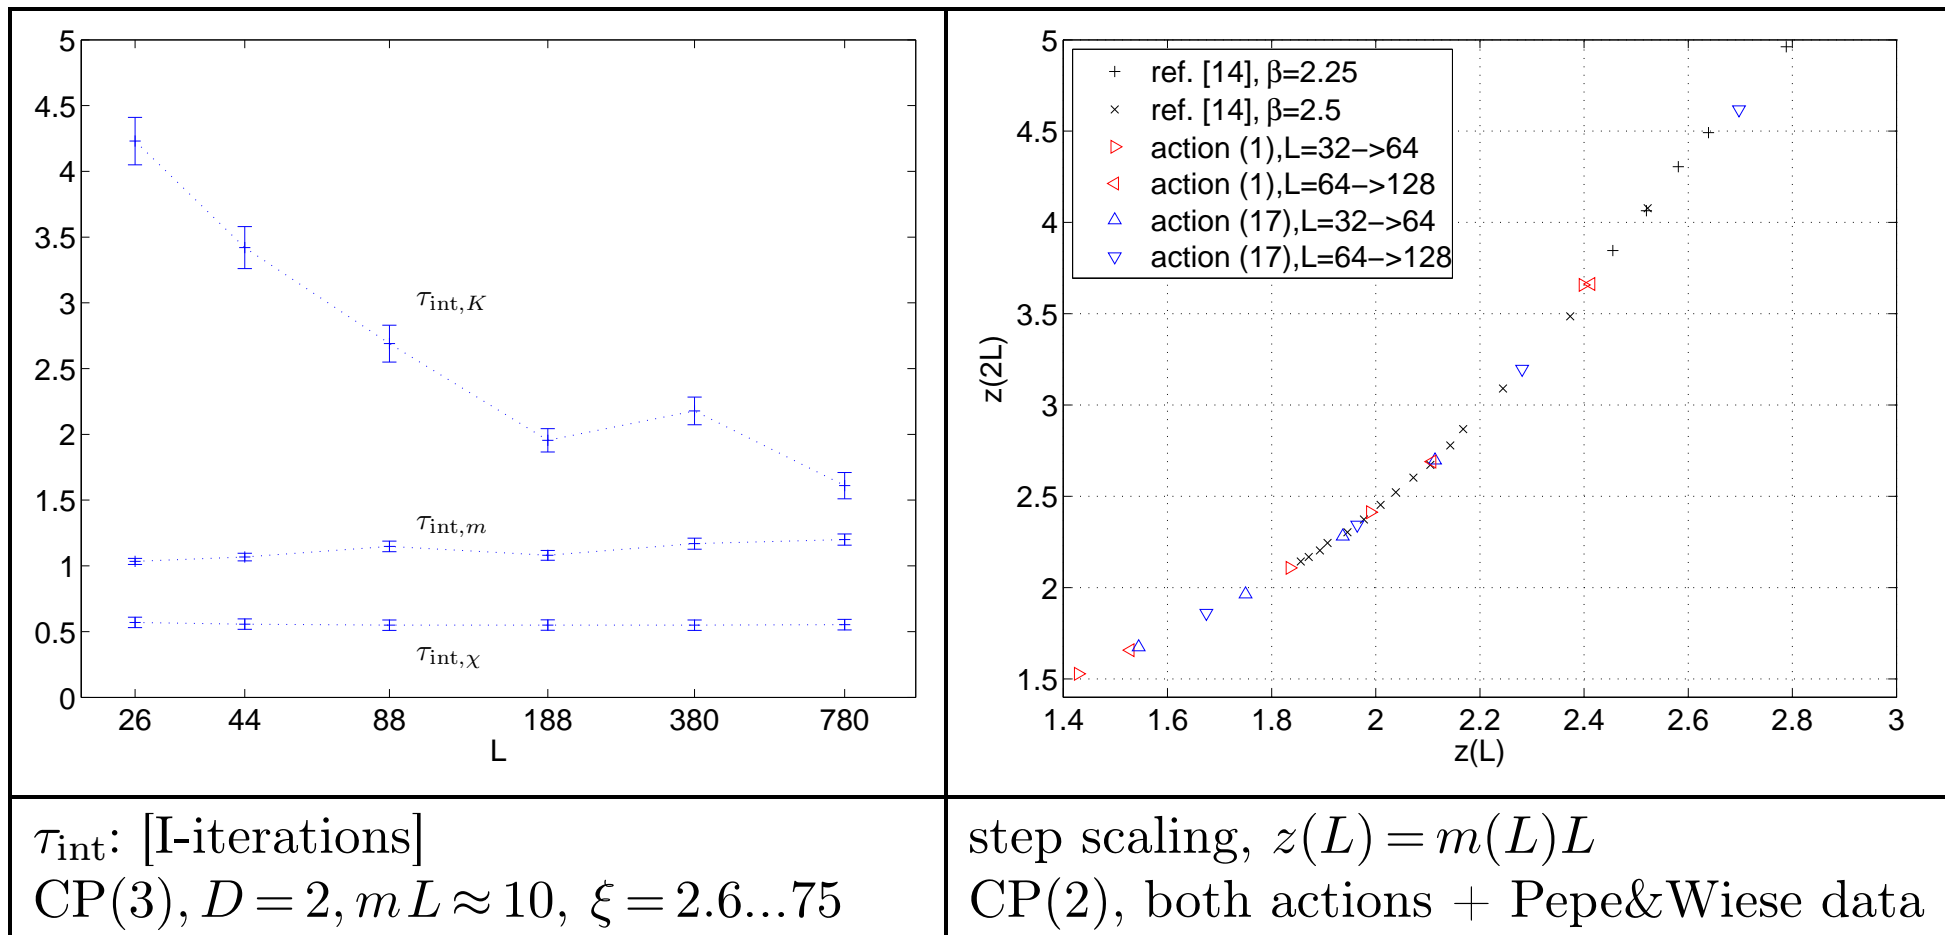 5
4.5
4
3.5
3
2.5
2
1.5
1
0.5
0
τint,K
τint,m
τint,χ
26 44 88 188 380 780
L
5
4.5
4
3.5
3
2.5
2
1.5
z(2L)
ref. [14], β=2.25
ref. [14], β=2.5
action (1),L=32−>64
action (1),L=64−>128
action (17),L=32−>64
action (17),L=64−>128
1.4 1.6 1.8 2 2.2 2.4 2.6 2.8 3
z(L)
τint: [I-iterations]
CP(3), D = 2, m L ≈ 10, ξ = 2.6...75
step scaling, z(L) = m(L)L
CP(2), both actions + Pepe&Wiese data